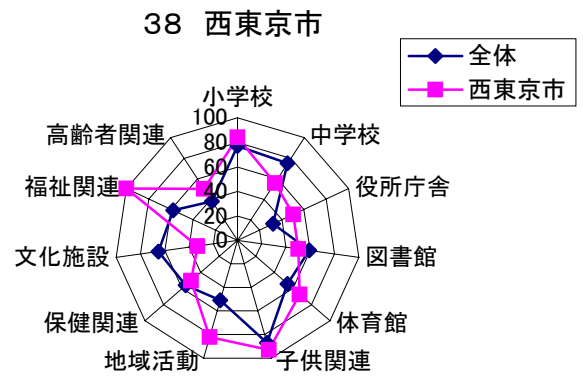 38　西東京市
全体
西東京市
小学校
中学校
役所庁舎
図書館
体育館
子供関連
地域活動
保健関連
文化施設
福祉関連
高齢者関連
100
80
60
40
20
0